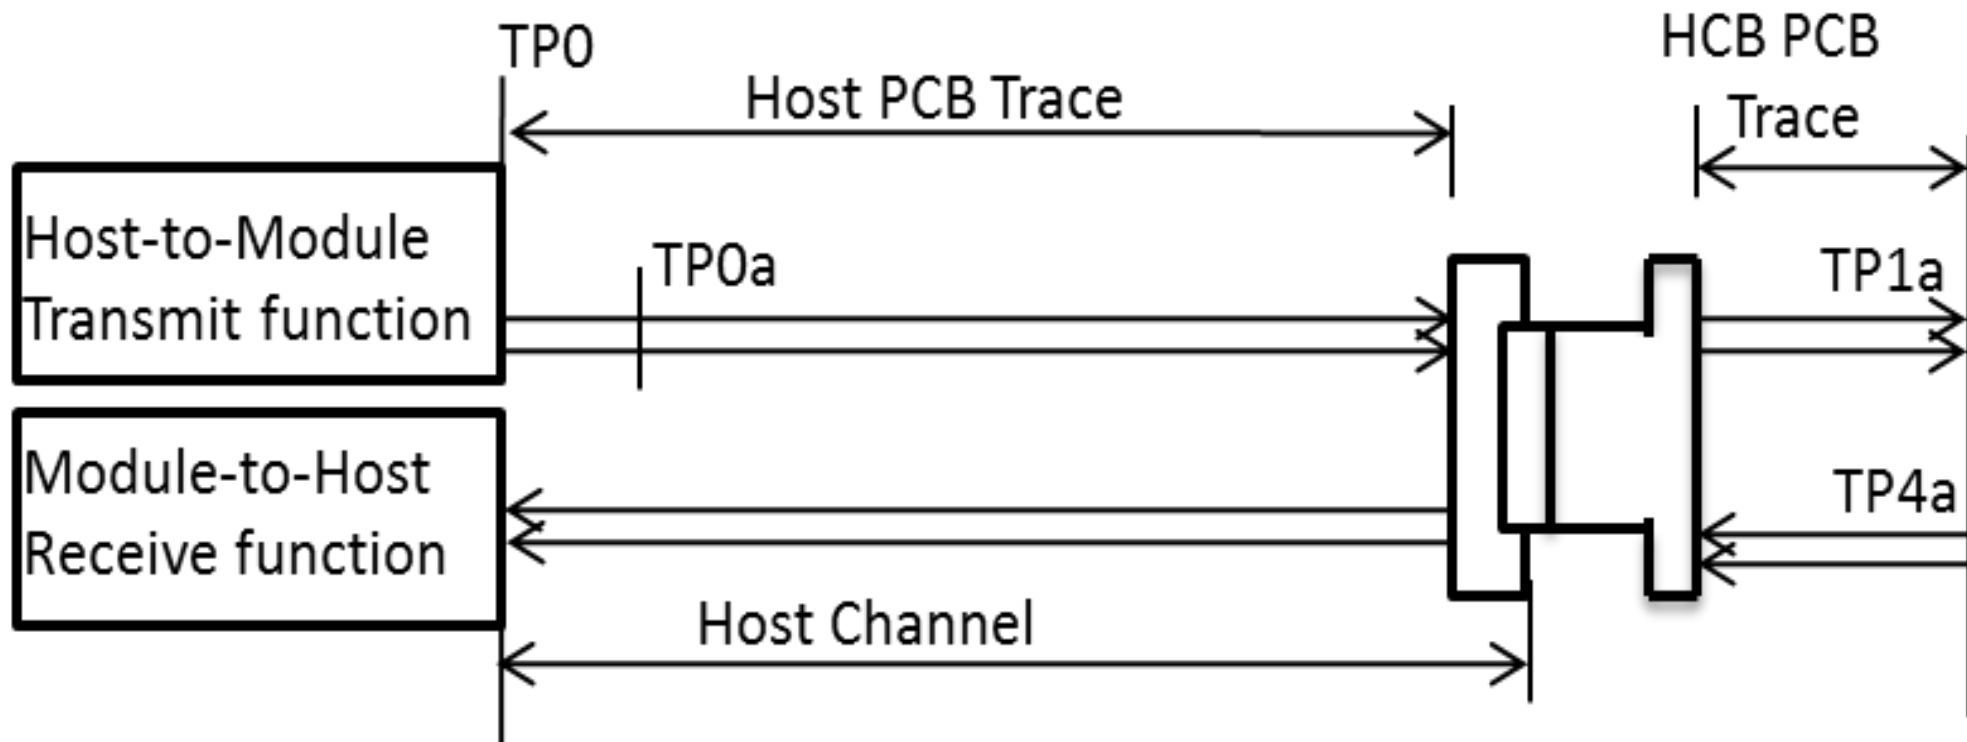 TP0
HCB PCB
Trace
Host PCB Trace
Host-to-Module
Transmit function
TP0a
TP1a
Module-to-Host
Receive function
TP4a
Host Channel